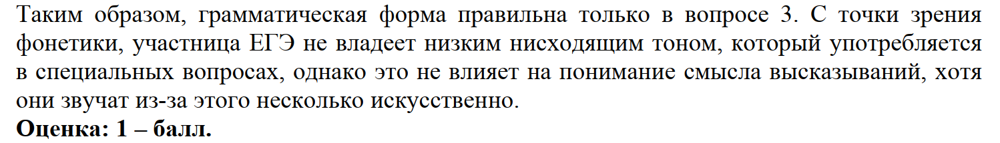 Таким образом, грамматическая форма правильна только в вопросе 3. С точки зрения
фонетики, участница ЕГЭ не владеет низким нисходящим тоном, который употребляется
в специальных вопросах, однако это не влияет на понимание смысла высказываний, хотя
они звучат из-за этого несколько искусственно.
Оценка: 1 – балл.